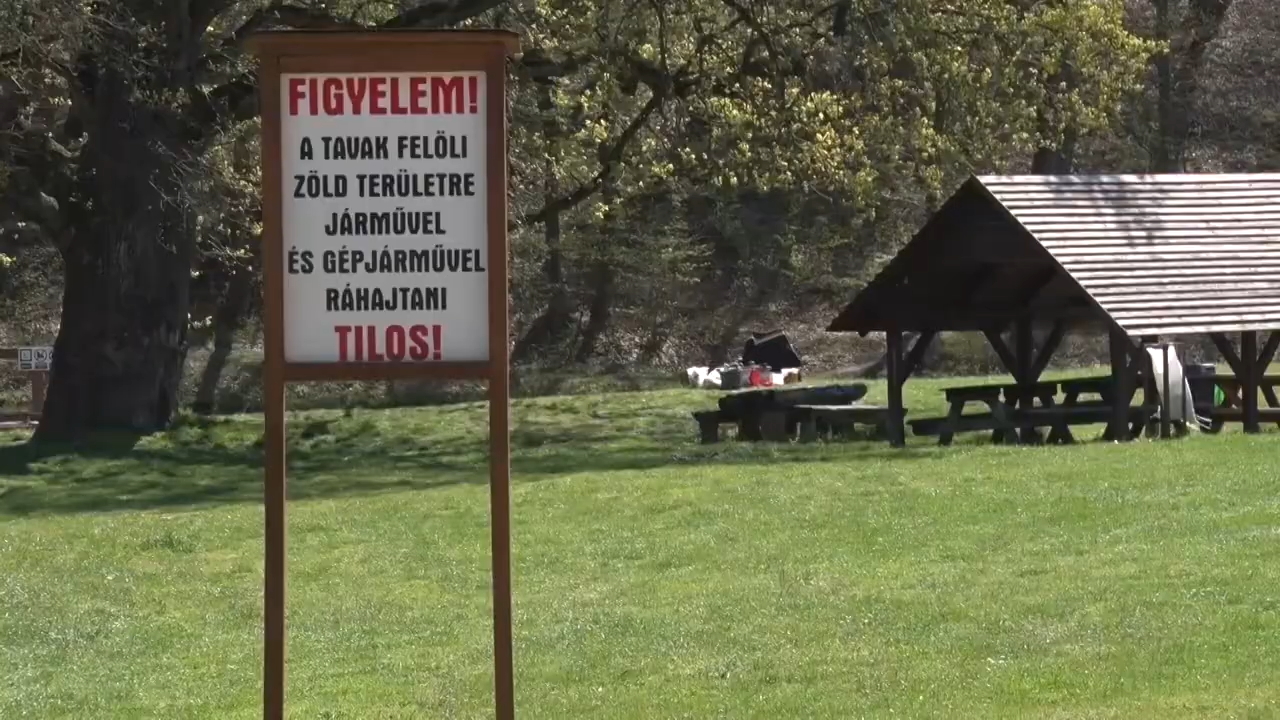 FIGYELEM!
A TAVAK FELÖLI
ZÖLD TERÜLETRE
JÁRMŰVEL
ÉS GÉPJÁRMŰVEL
RÁHAJTANI
TILOS!